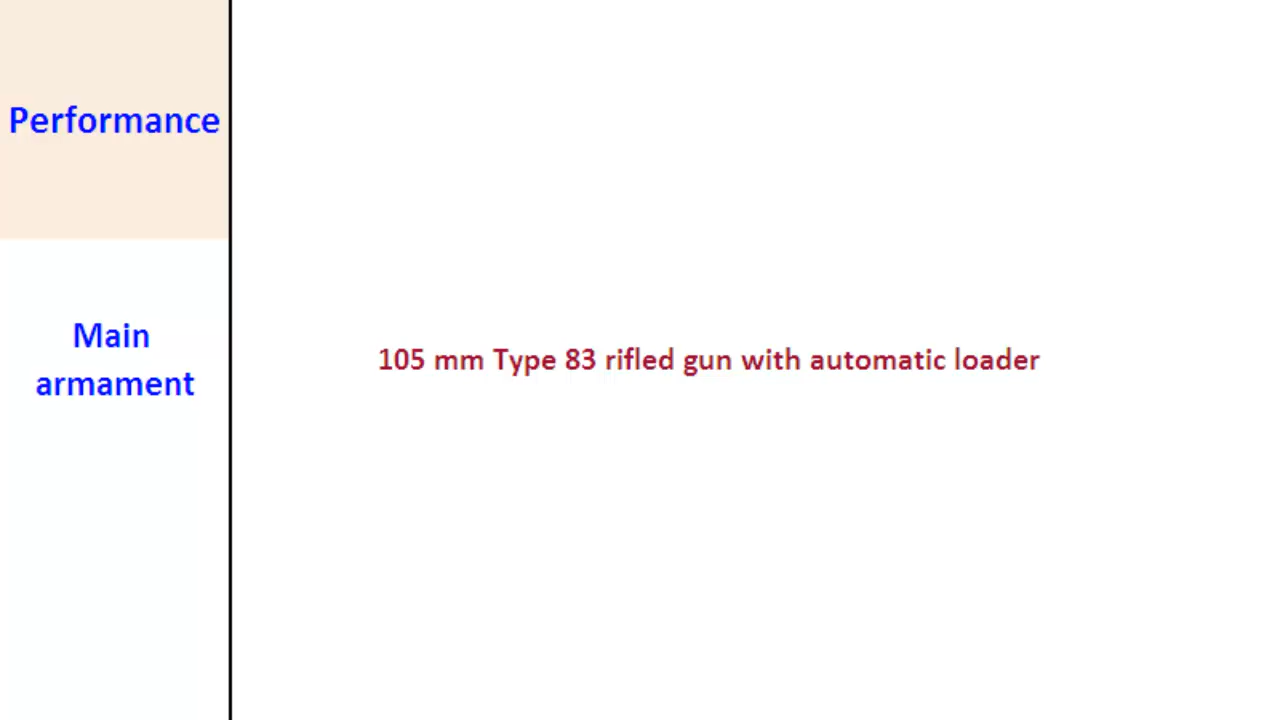 Performance
Main
armament
105 mm Type 83 rifled gun with automatic loader